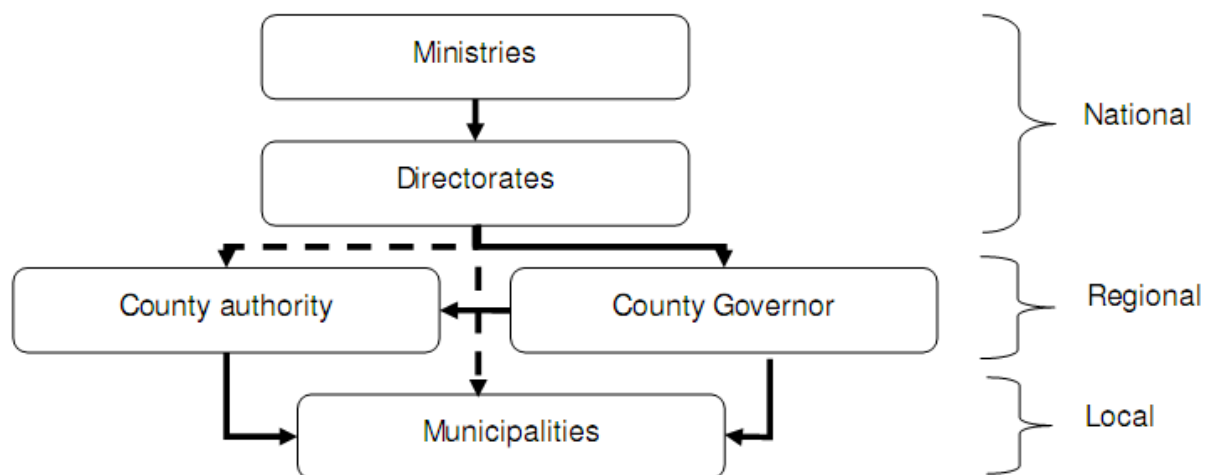 Ministries
National
Directorates
County authority
County Governor
Regional
Municipalities
Local